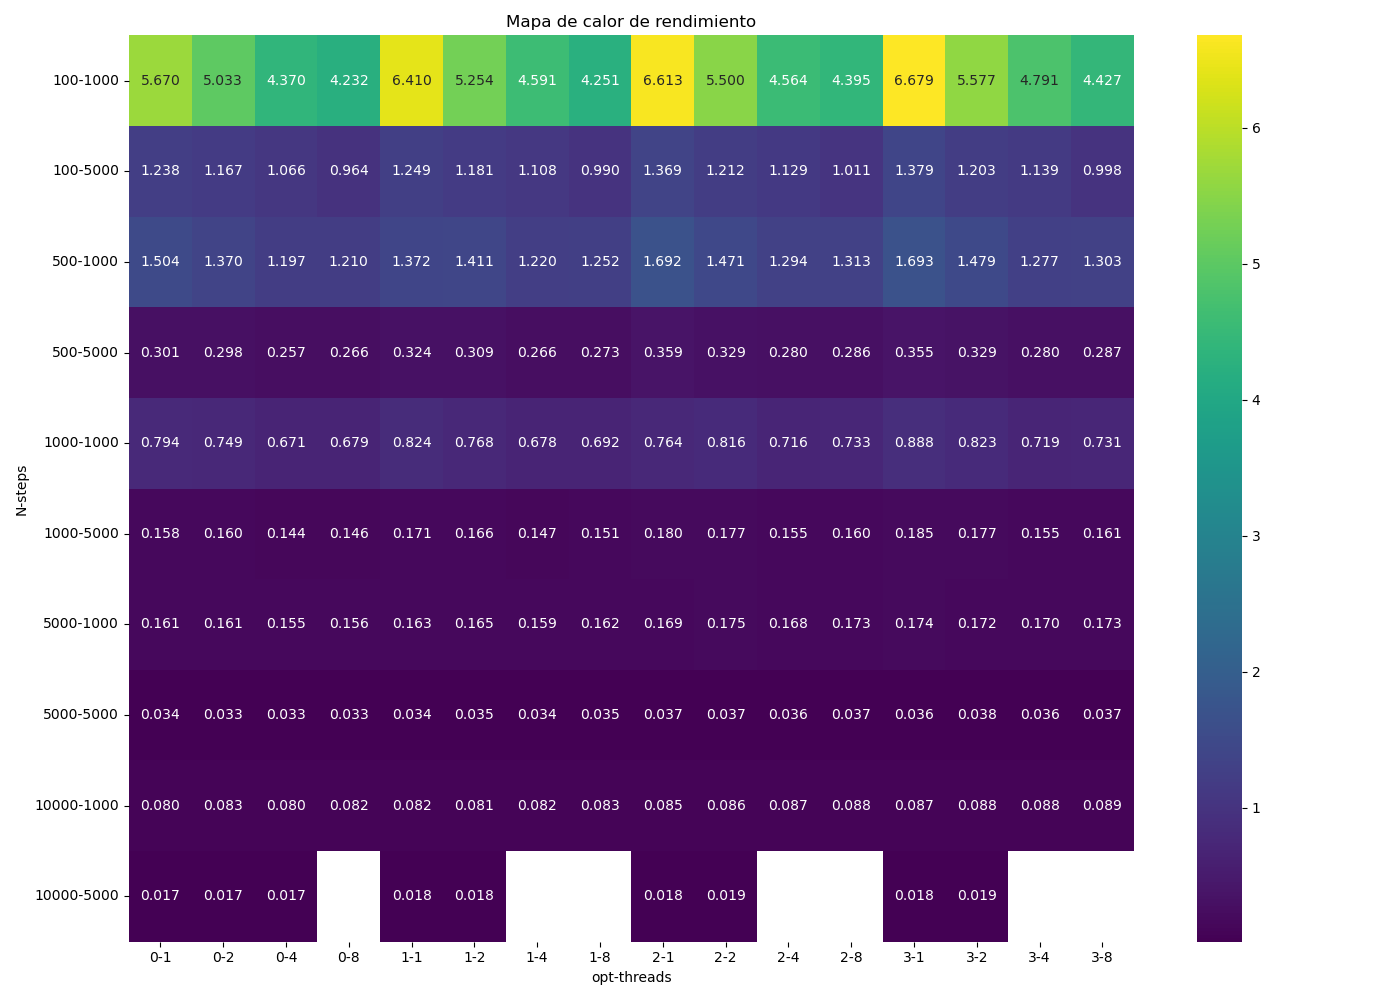 Mapa de calor de rendimiento
100-1000 5.670 5.033 4.370 4.232 6.410 5.254 4.591 4.251 6.613 5.500 4.564 4.395 6.679 5.577 4.791 4.427
100-5000 1.238 1.167 1.066 0.964 1.249 1.181 1.108 0.990 1.369 1.212 1.129 1.011 1.379 1.203 1.139 0.998
500-1000 1.504 1.370 1.197 1.210 1.372 1.411 1.220 1.252 1.692 1.471 1.294 1.313 1.693 1.479 1.277 1.303
500-5000 0.301 0.298 0.257 0.266 0.324 0.309 0.266 0.273 0.359 0.329 0.280 0.286 0.355 0.329 0.280 0.287
1000-1000 0.794 0.749 0.671 0.679 0.824 0.768 0.678 0.692 0.764 0.816 0.716 0.733 0.888 0.823 0.719 0.731
1000-5000 0.158 0.160 0.144 0.146 0.171 0.166 0.147 0.151 0.180 0.177 0.155 0.160 0.185 0.177 0.155 0.161
5000-1000 0.161 0.161 0.155 0.156 0.163 0.165 0.159 0.162 0.169 0.175 0.168 0.173 0.174 0.172 0.170 0.173
5000-5000 0.034 0.033 0.033 0.033 0.034 0.035 0.034 0.035 0.037 0.037 0.036 0.037 0.036 0.038 0.036 0.037
10000-1000 0.080 0.083 0.080 0.082 0.082 0.081 0.082 0.083 0.085 0.086 0.087 0.088 0.087 0.088 0.088 0.089
10000-5000 0.017 0.017 0.017 0.018 0.018 0.018 0.019 0.018 0.019
0-1 0-2 0-4 0-8 1-1 1-2 1-4 1-8 2-1 2-2 2-4 2-8 3-1 3-2 3-4 3-8
opt-threads
N-steps
6
5
4
3
2
1